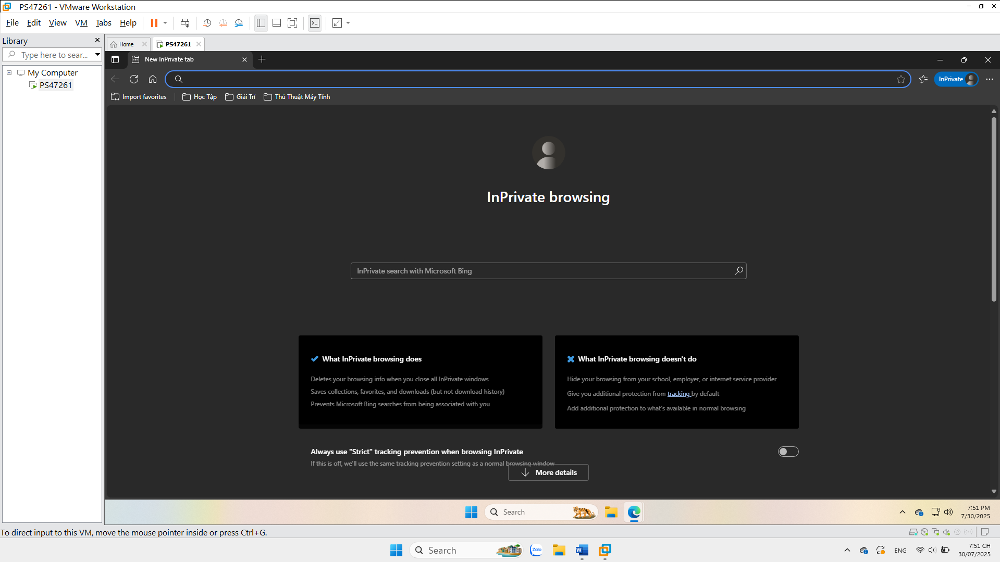 PS47261 - VMware Workstation
File Edit View VM Tabs Help
Library
Type here to sear...
My Computer
PS47261
Home
PS47261
New InPrivate tab
InPrivate
Import favorites
Học Tập
Giải Trí
Thủ Thuật Máy Tính
InPrivate browsing
InPrivate search with Microsoft Bing
What InPrivate browsing does
Deletes your browsing info when you close all InPrivate windows
Saves collections, favorites, and downloads (but not download history)
Prevents Microsoft Bing searches from being associated with you
What InPrivate browsing doesn't do
Hide your browsing from your school, employer, or internet service provider
Give you additional protection from tracking by default
Add additional protection to what's available in normal browsing
Always use "Strict" tracking prevention when browsing InPrivate
If this is off, we'll use the same tracking prevention setting as a normal browsing window
More details
Search
7:51 PM
7/30/2025
To direct input to this VM, move the mouse pointer inside or press Ctrl+G.
Search
Zalo
W
ENG
7:51 CH
30/07/2025